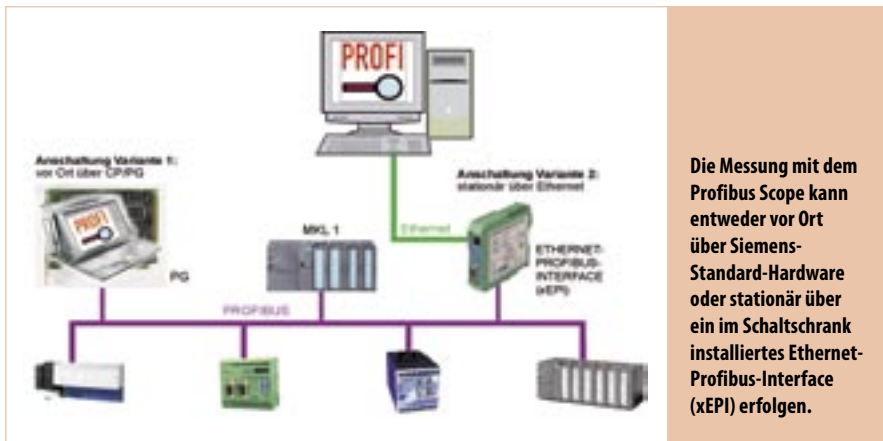 PROFI
Anschaltung Variante 1:
vor Ort über CP/PG
PROFI
PG
MKL 1
Anschaltung Variante 2:
stationär über Ethernet
Ethernet
ETHERNET-
PROFIBUS-
INTERFACE
(xEPI)
PROFIBUS
Die Messung mit dem
Profibus Scope kann
entweder vor Ort
über Siemens-
Standard-Hardware
oder stationär über
ein im Schaltschrank
installiertes Ethernet-
Profibus-Interface
(xEPI) erfolgen.